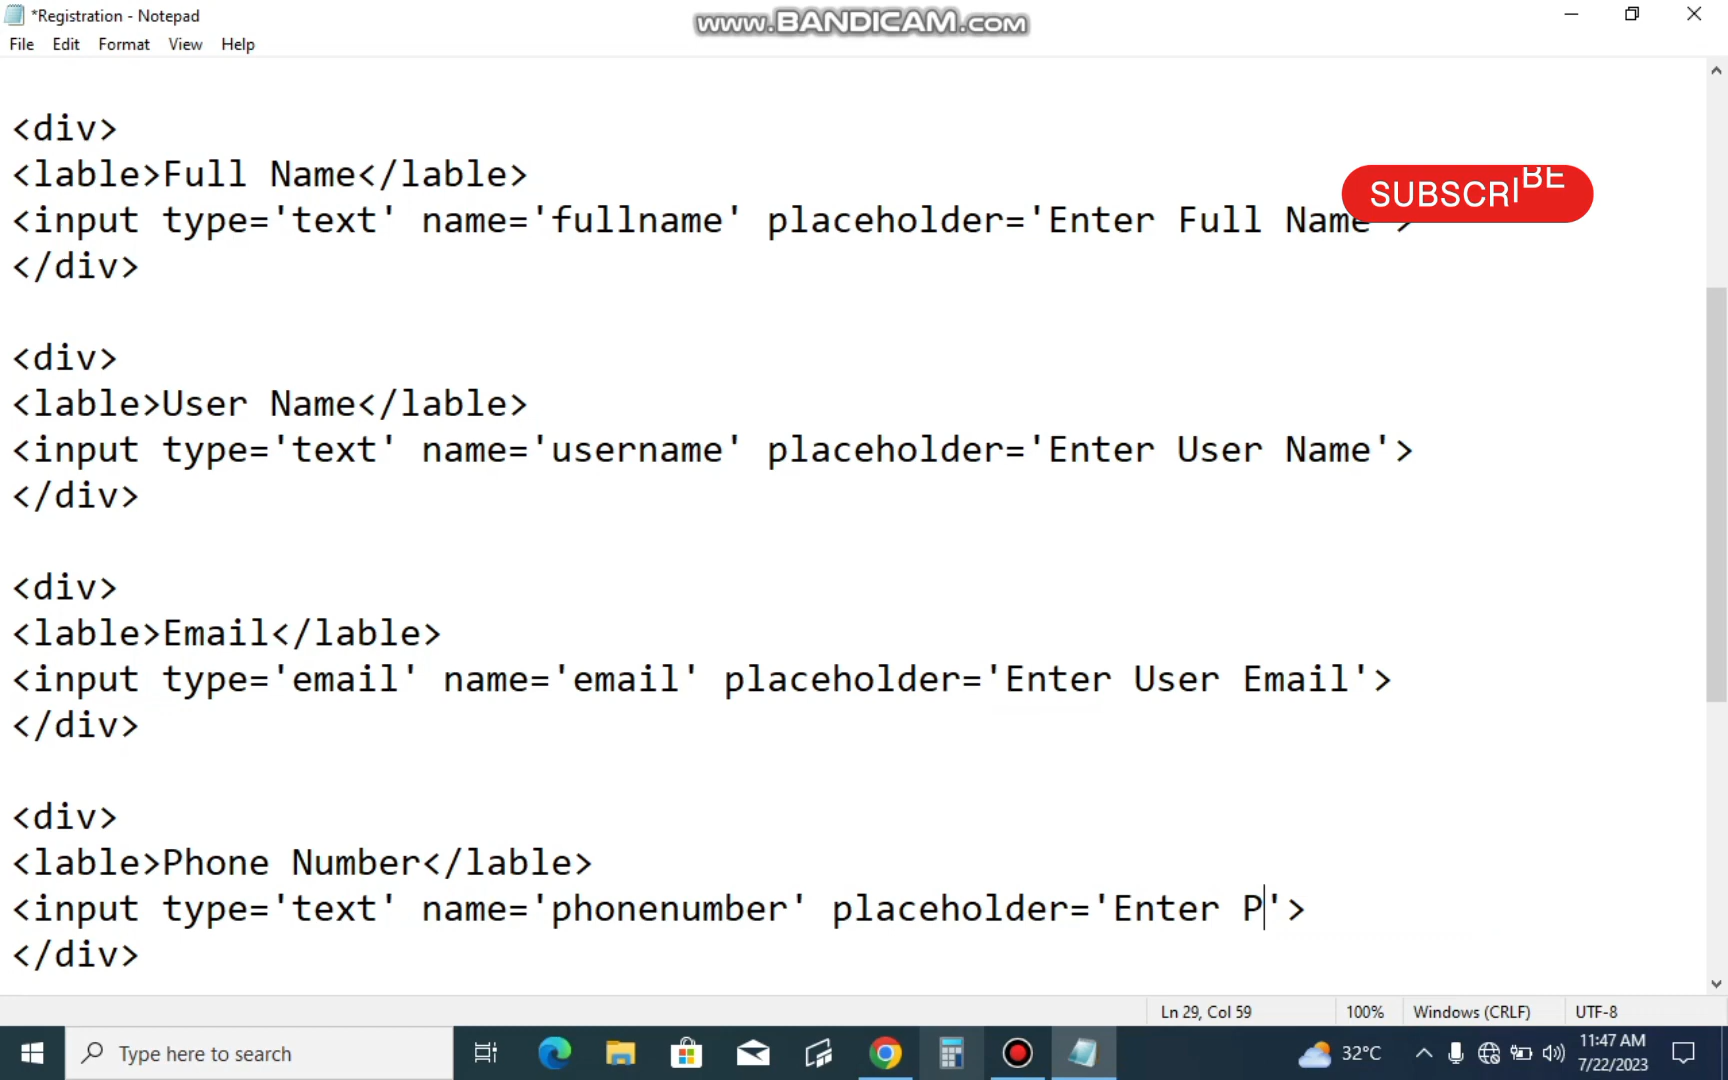 *Registration - Notepad
www.BANDICAM.com
File Edit Format View Help
<div>
<lable>Full Name</lable>
<input type='text' name='fullname' placeholder='Enter Full Name'>
SUBSCRIBE
</div>
<div>
<lable>User Name</lable>
<input type='text' name='username' placeholder='Enter User Name'>
</div>
<div>
<lable>Email</lable>
<input type='email' name='email' placeholder='Enter User Email'>
</div>
<div>
<lable>Phone Number</lable>
<input type='text' name='phonenumber' placeholder='Enter P'>
</div>
Ln 29, Col 59 100% Windows (CRLF) UTF-8
Type here to search
32°C
11:47 AM
7/22/2023